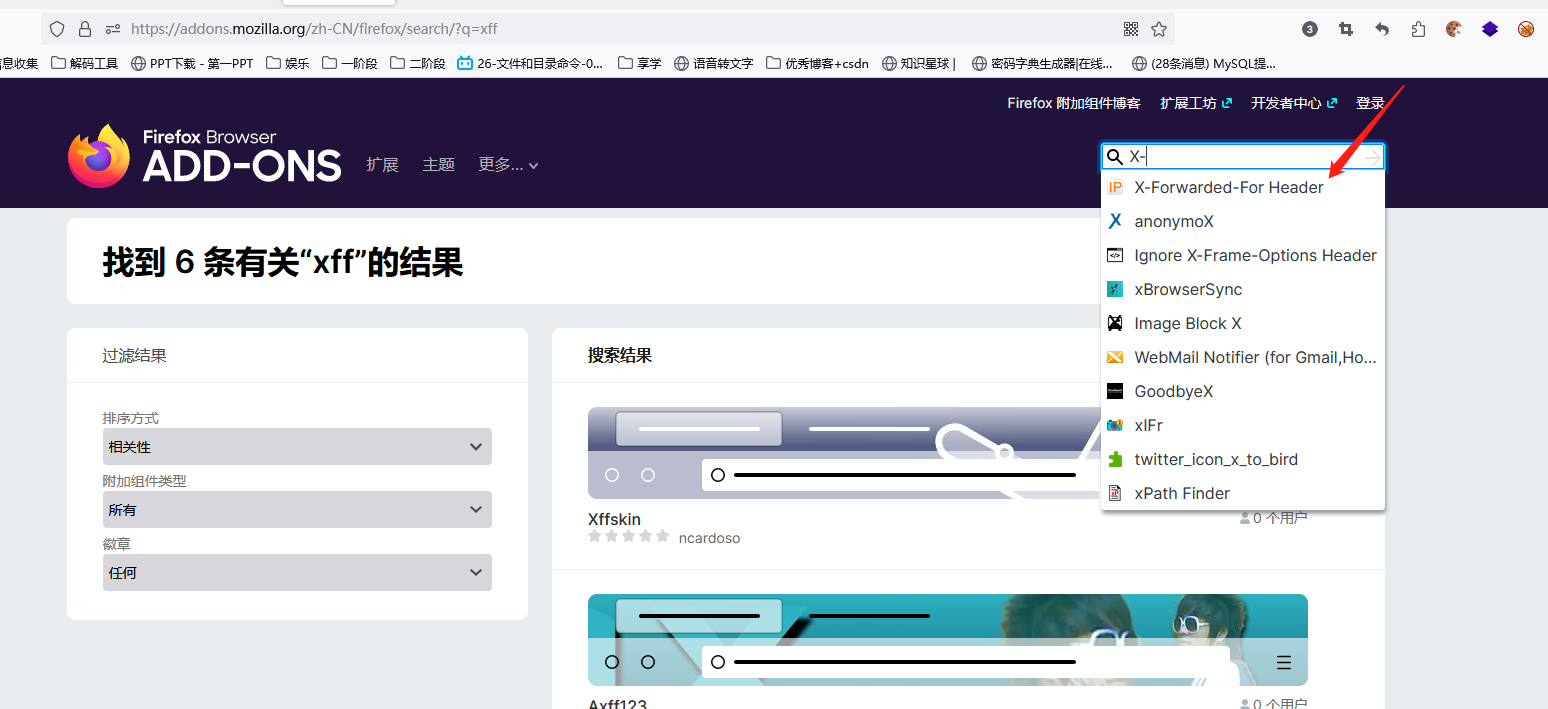 https://addons.mozilla.org/zh-CN/firefox/search/?q=xff
3
息收集 解码工具 PPT下载 - 第一PPT 娱乐 一阶段 二阶段 26-文件和目录命令-0... 享学 语音转文字 优秀博客+csdn 知识星球 | 密码字典生成器|在线... (28条消息) MySQL提...
Firefox 附加组件博客 扩展工坊 开发者中心 登录
Firefox Browser
ADD-ONS
扩展 主题 更多...
X-
IP X-Forwarded-For Header
anonymoX
Ignore X-Frame-Options Header
xBrowserSync
Image Block X
WebMail Notifier (for Gmail,Ho...
GoodbyeX
xIFr
twitter_icon_x_to_bird
xPath Finder
找到 6 条有关“xff”的结果
过滤结果
排序方式
相关性
附加组件类型
所有
徽章
任何
搜索结果
Xffskin
ncardoso
0 个用户
Axff123
0 个用户